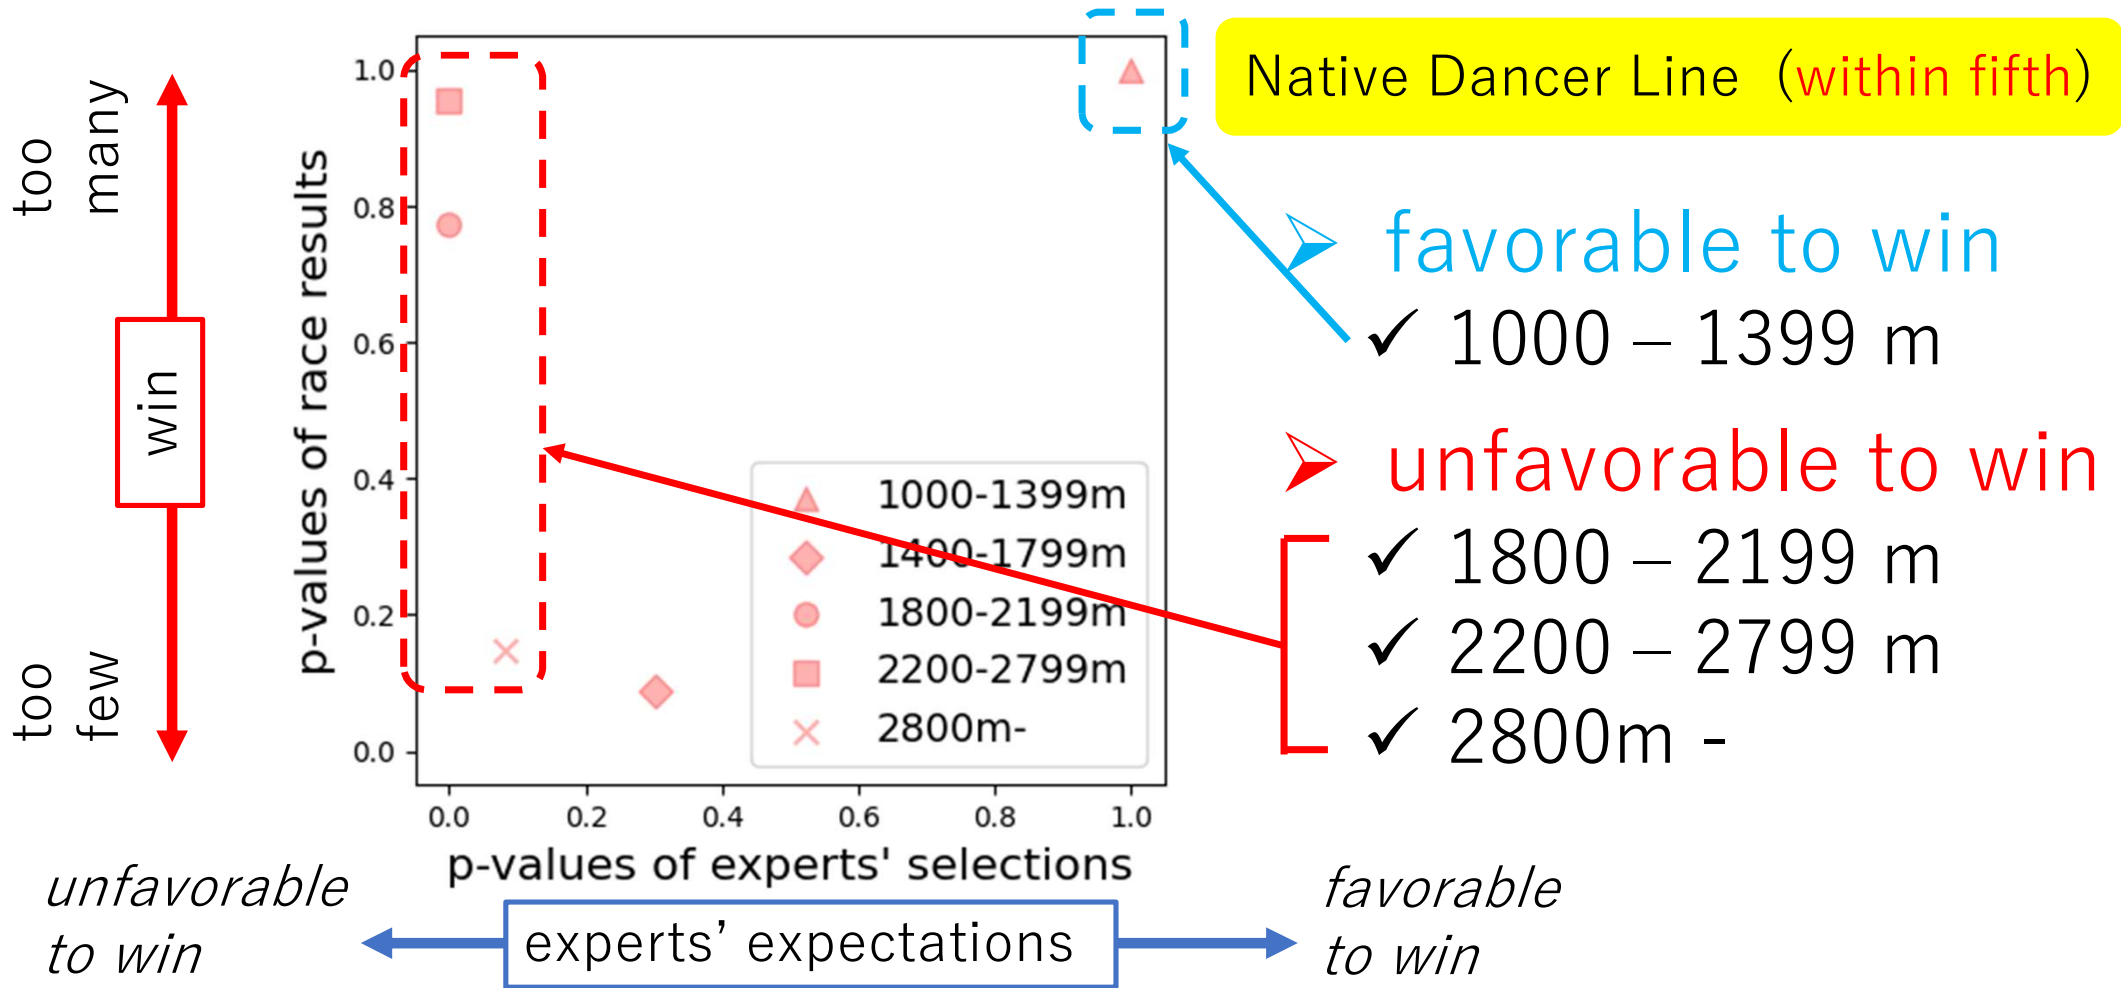 too
many
win
too
few
p-values of race results
1.0
0.8
0.6
0.4
0.2
0.0
0.0 0.2 0.4 0.6 0.8 1.0
p-values of experts' selections
1000-1399m
1400-1799m
1800-2199m
2200-2799m
2800m-
unfavorable
to win
experts’ expectations
favorable
to win
Native Dancer Line (within fifth)
➢ favorable to win
✓ 1000 – 1399 m
➢ unfavorable to win
✓ 1800 – 2199 m
✓ 2200 – 2799 m
✓ 2800m -